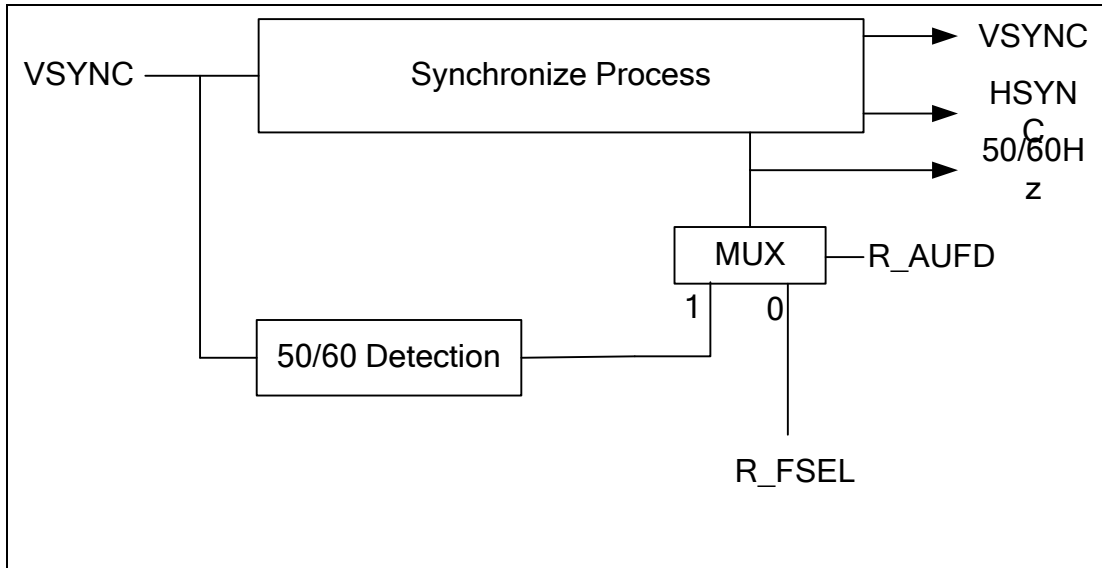 VSYNC
Synchronize Process
VSYNC
HSYN
C
50/60H
z
MUX
R_AUFD
1
0
50/60 Detection
R_FSEL